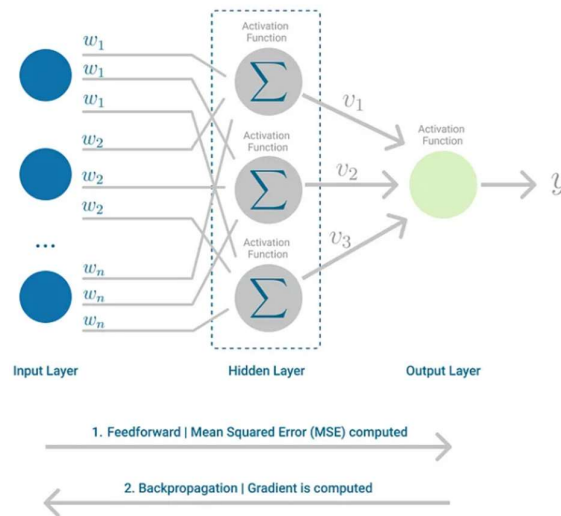 Activation
Function
w₁
w₁
w₁
Σ
v₁
Activation
Function
w₂
w₂
w₂
Activation
Function
Σ
v₂
y
...
Activation
Function
wₙ
wₙ
wₙ
Σ
v₃
Input Layer
Hidden Layer
Output Layer
1. Feedforward | Mean Squared Error (MSE) computed
2. Backpropagation | Gradient is computed